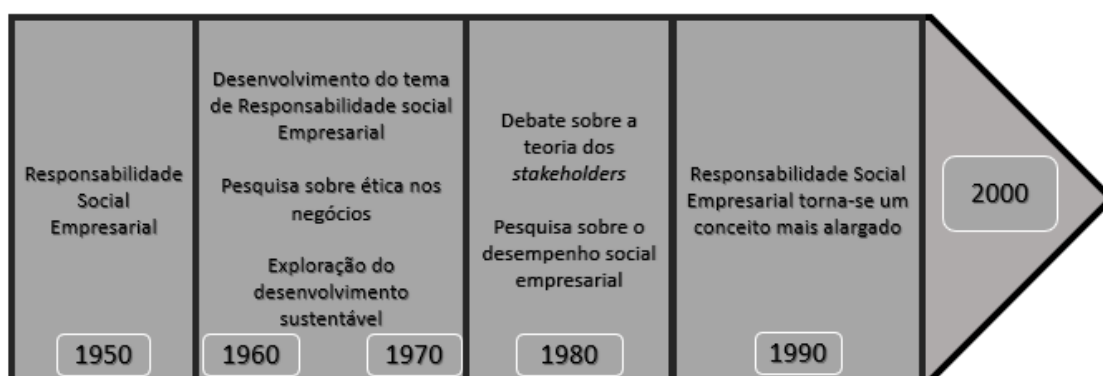 Responsabilidade
Social
Empresarial
1950
Desenvolvimento do tema
de Responsabilidade social
Empresarial
Pesquisa sobre ética nos
negócios
Exploração do
desenvolvimento
sustentável
1960
1970
Debate sobre a
teoria dos
stakeholders
Pesquisa sobre o
desempenho social
empresarial
1980
Responsabilidade Social
Empresarial torna-se um
conceito mais alargado
1990
2000